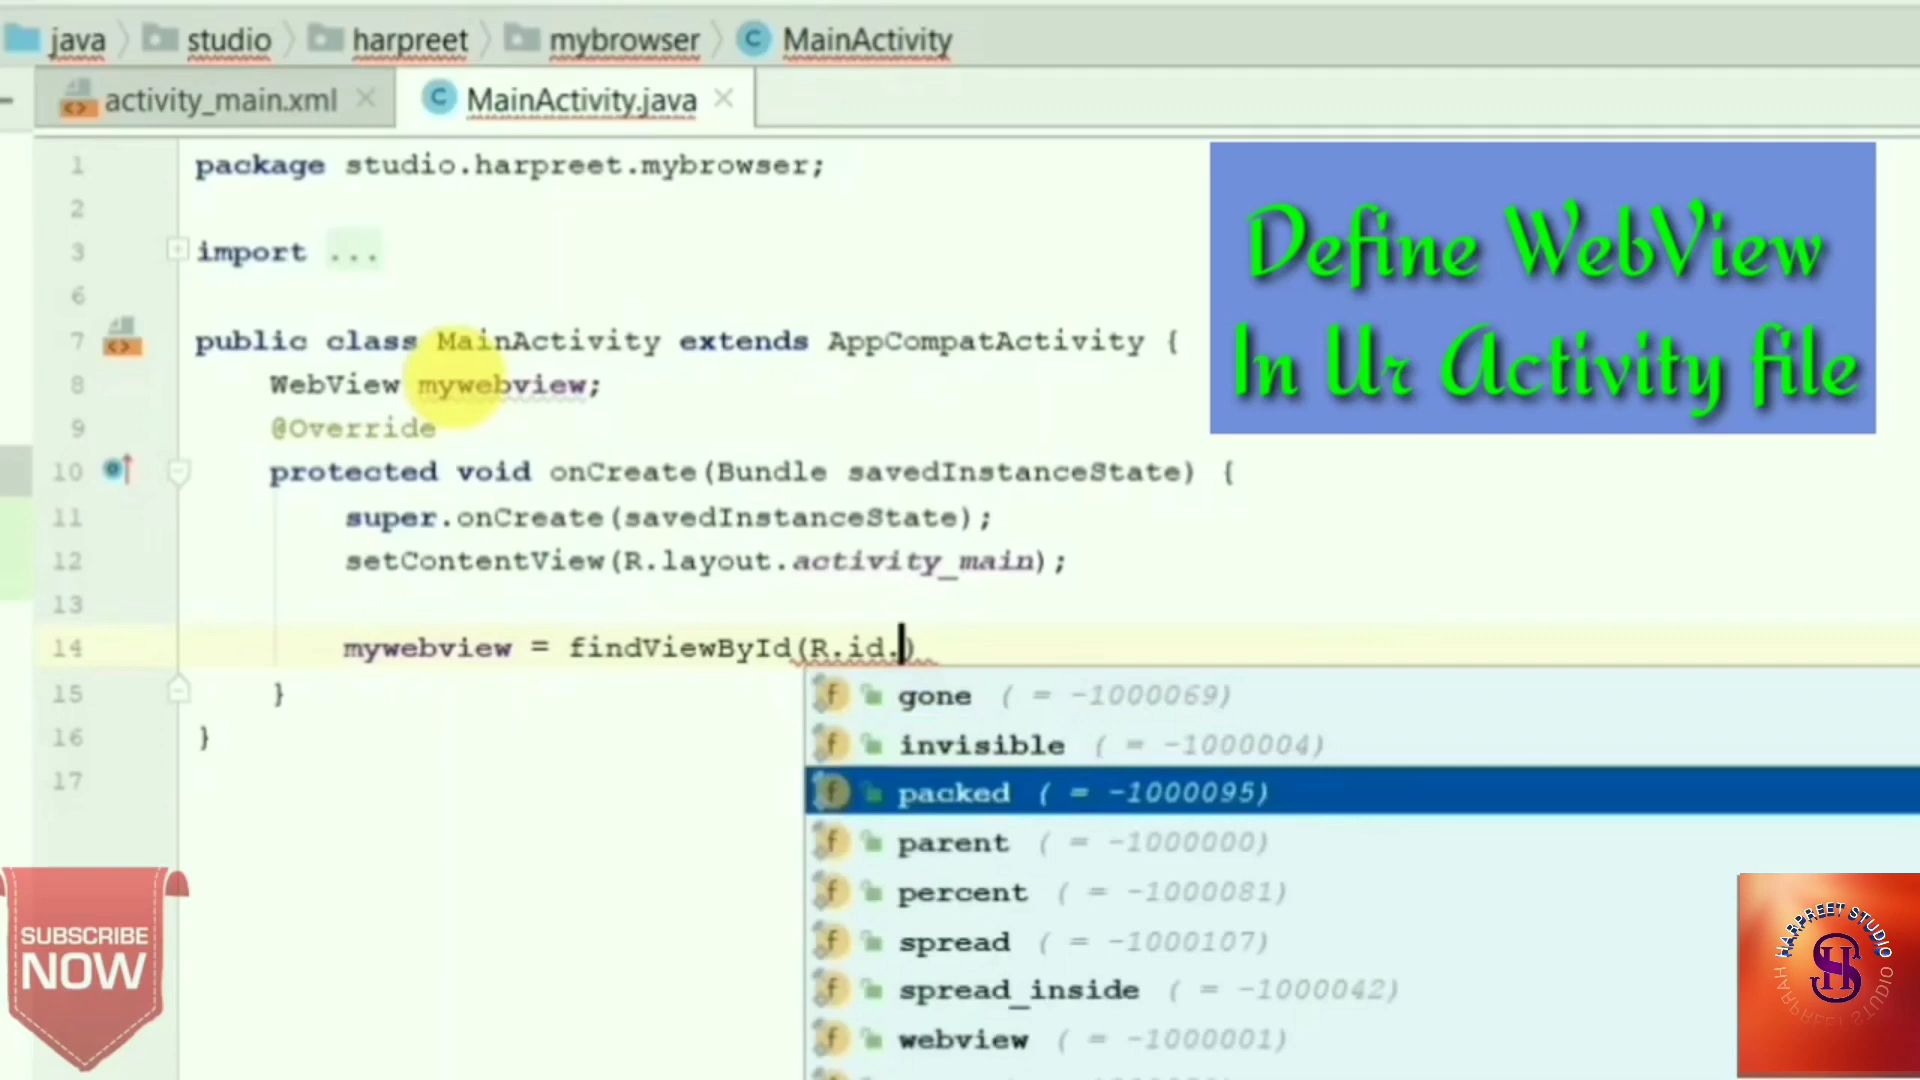 java studio harpreet mybrowser C MainActivity
activity_main.xml C MainActivity.java
1 package studio.harpreet.mybrowser;
2
3 import ...
6
7 public class MainActivity extends AppCompatActivity {
8 WebView mywebview;
9 @Override
10 protected void onCreate(Bundle savedInstanceState) {
11 super.onCreate(savedInstanceState);
12 setContentView(R.layout.activity_main);
13
14 mywebview = findViewById(R.id.)
15 }
16 }
17
f gone ( = -1000069)
f invisible ( = -1000004)
f packed ( = -1000095)
f parent ( = -1000000)
f percent ( = -1000081)
f spread ( = -1000107)
f spread_inside ( = -1000042)
f webview ( = -1000001)
Define WebView
In Ur Activity file
SUBSCRIBE
NOW
HARPREET STUDIO